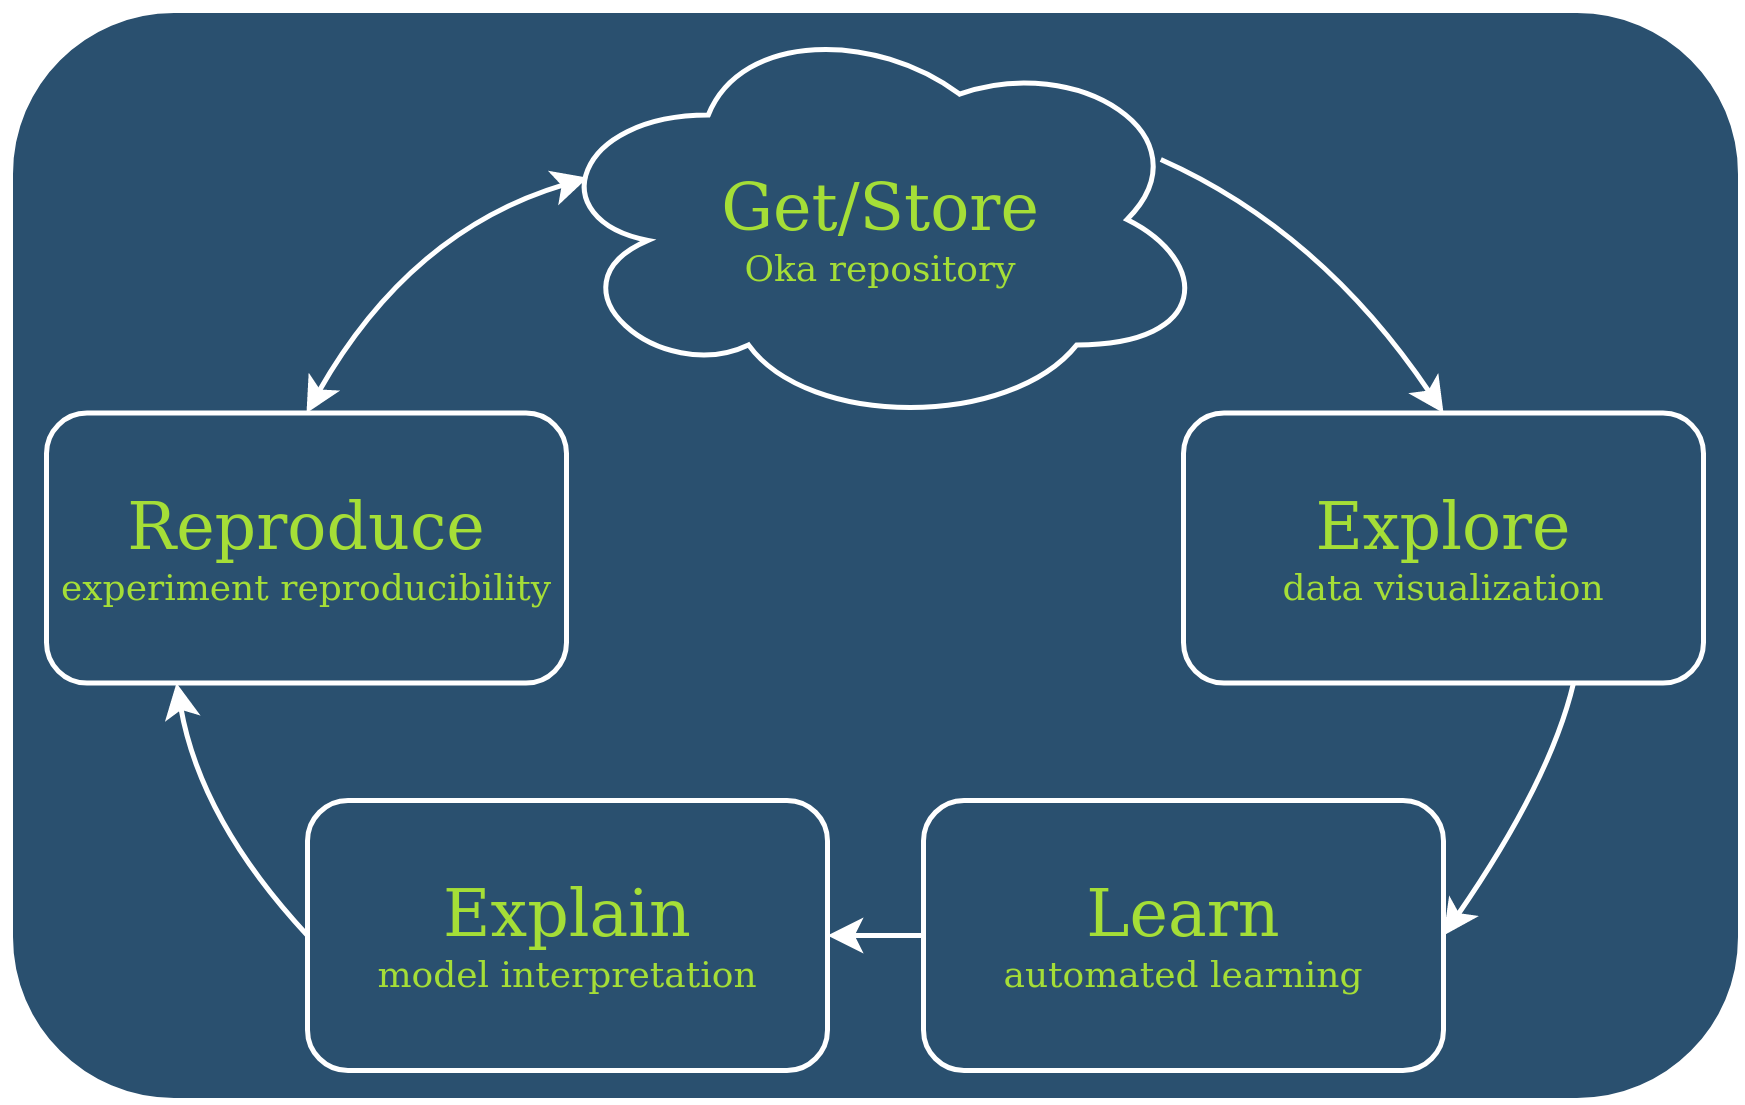 Get/Store
Oka repository
Reproduce
experiment reproducibility
Explore
data visualization
Explain
model interpretation
Learn
automated learning